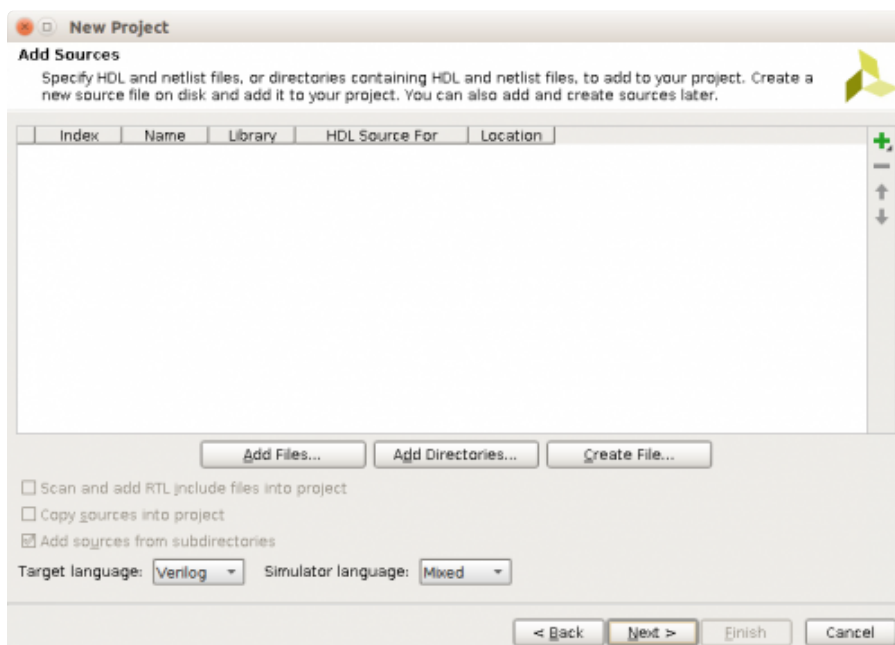 New Project
Add Sources
Specify HDL and netlist files, or directories containing HDL and netlist files, to add to your project. Create a
new source file on disk and add it to your project. You can also add and create sources later.
Index Name Library HDL Source For Location
Add Files... Add Directories... Create File...
Scan and add RTL include files into project
Copy sources into project
Add sources from subdirectories
Target language: Verilog Simulator language: Mixed
< Back Next > Finish Cancel